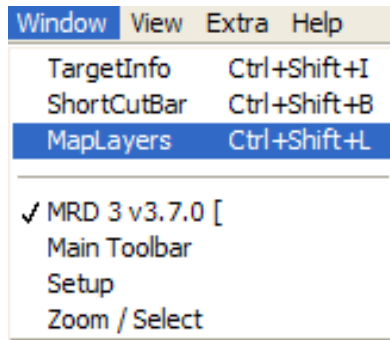 Window View Extra Help
TargetInfo Ctrl+Shift+I
ShortCutBar Ctrl+Shift+B
MapLayers Ctrl+Shift+L
✓ MRD 3 v3.7.0 [
Main Toolbar
Setup
Zoom / Select